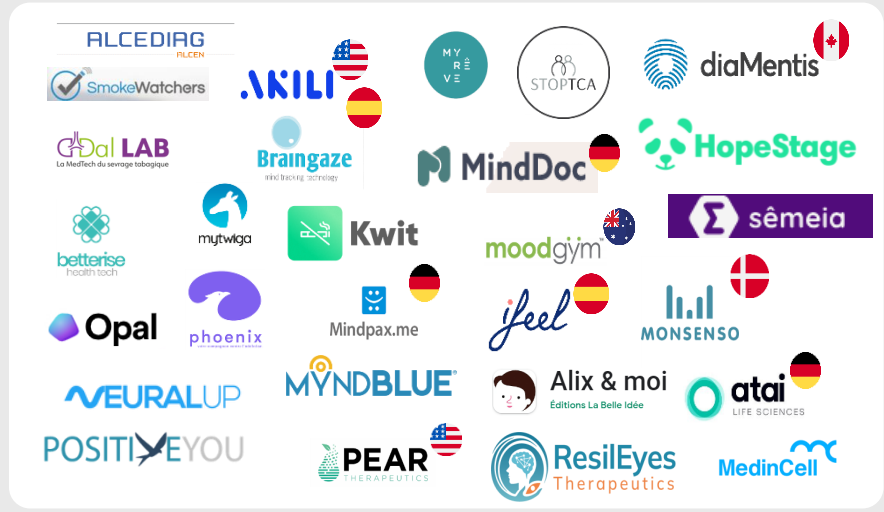 ALCEDIAG
ALCEN
SmokeWatchers
AKILI
MY
RÊ
VE
STOPTCA
diaMentis
Dal LAB
La MedTech du sevrage tabagique
Braingaze
mind tracking technology
MindDoc
HopeStage
betterise
health tech
mytwiga
Kwit
moodgym
sêmeia
Opal
phoenix
Mindpax.me
ifeel
MONSENSO
NEURALUP
MYNDBLUE®
Alix & moi
Éditions La Belle Idée
atai
LIFE SCIENCES
POSITIVEYOU
PEAR
THERAPEUTICS
ResilEyes
Therapeutics
MedinCell